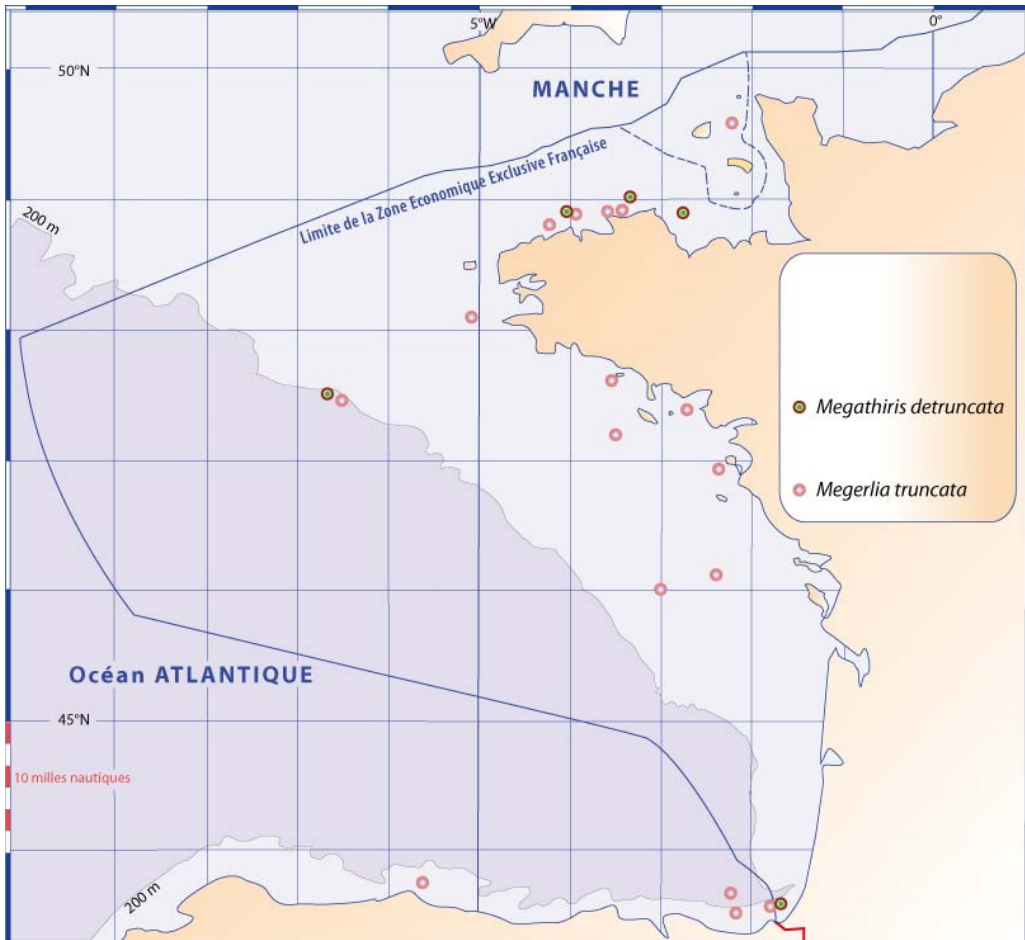 5°W
0°
50°N
MANCHE
Limite de la Zone Economique Exclusive Française
200 m
Megathiris detruncata
Megerlia truncata
Océan ATLANTIQUE
45°N
10 milles nautiques
200 m